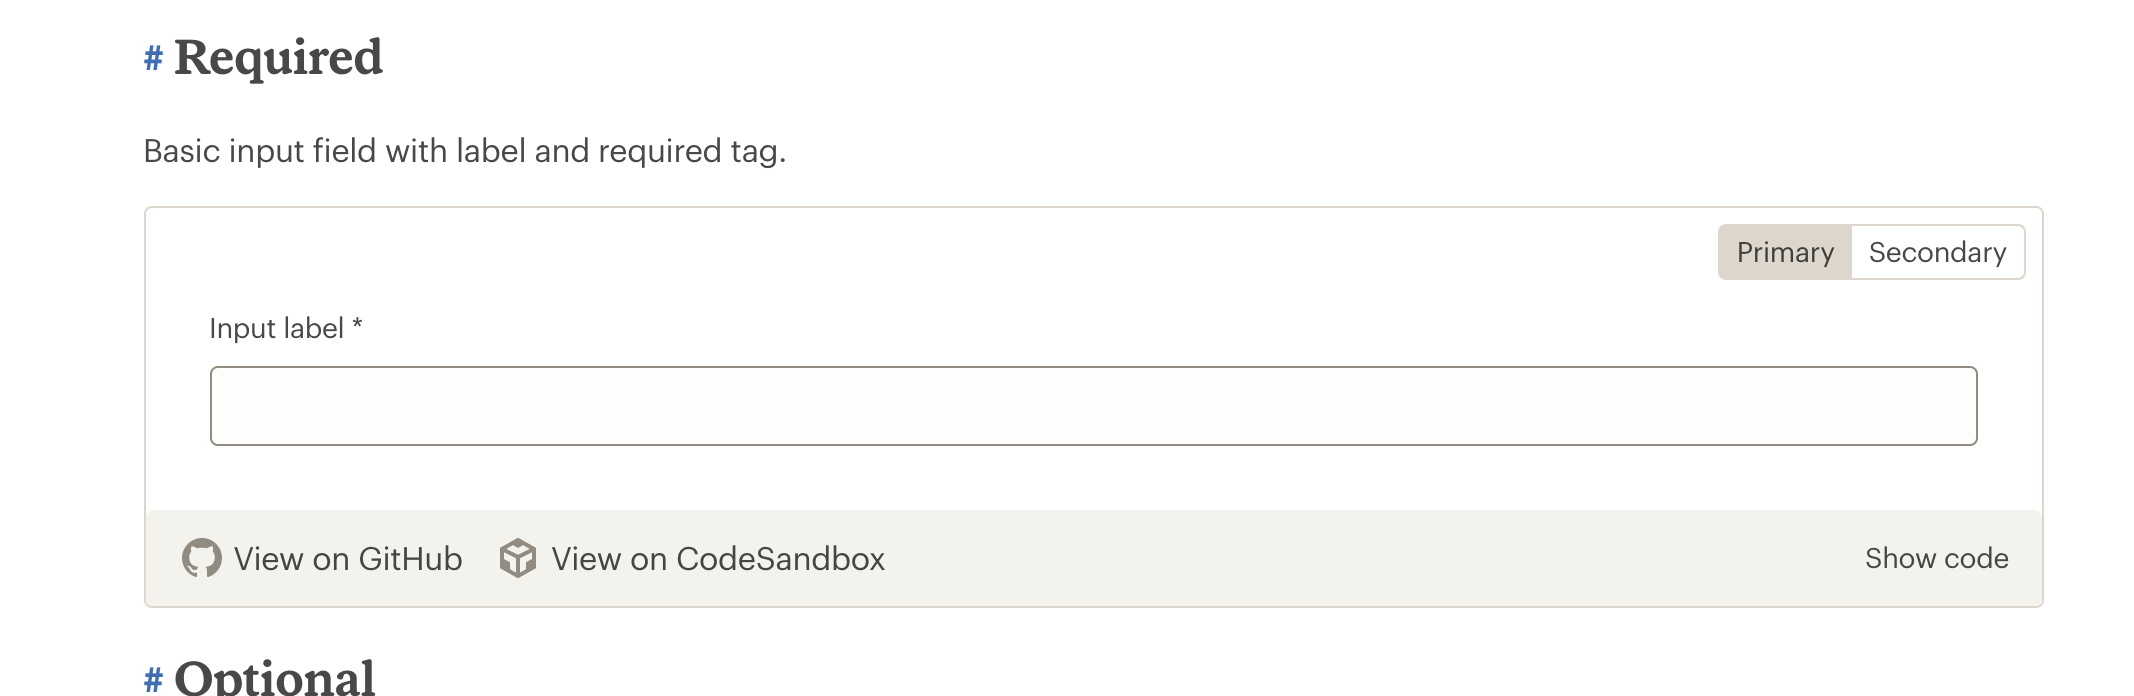 # Required
Basic input field with label and required tag.
Primary Secondary
Input label *
View on GitHub View on CodeSandbox Show code
# Optional